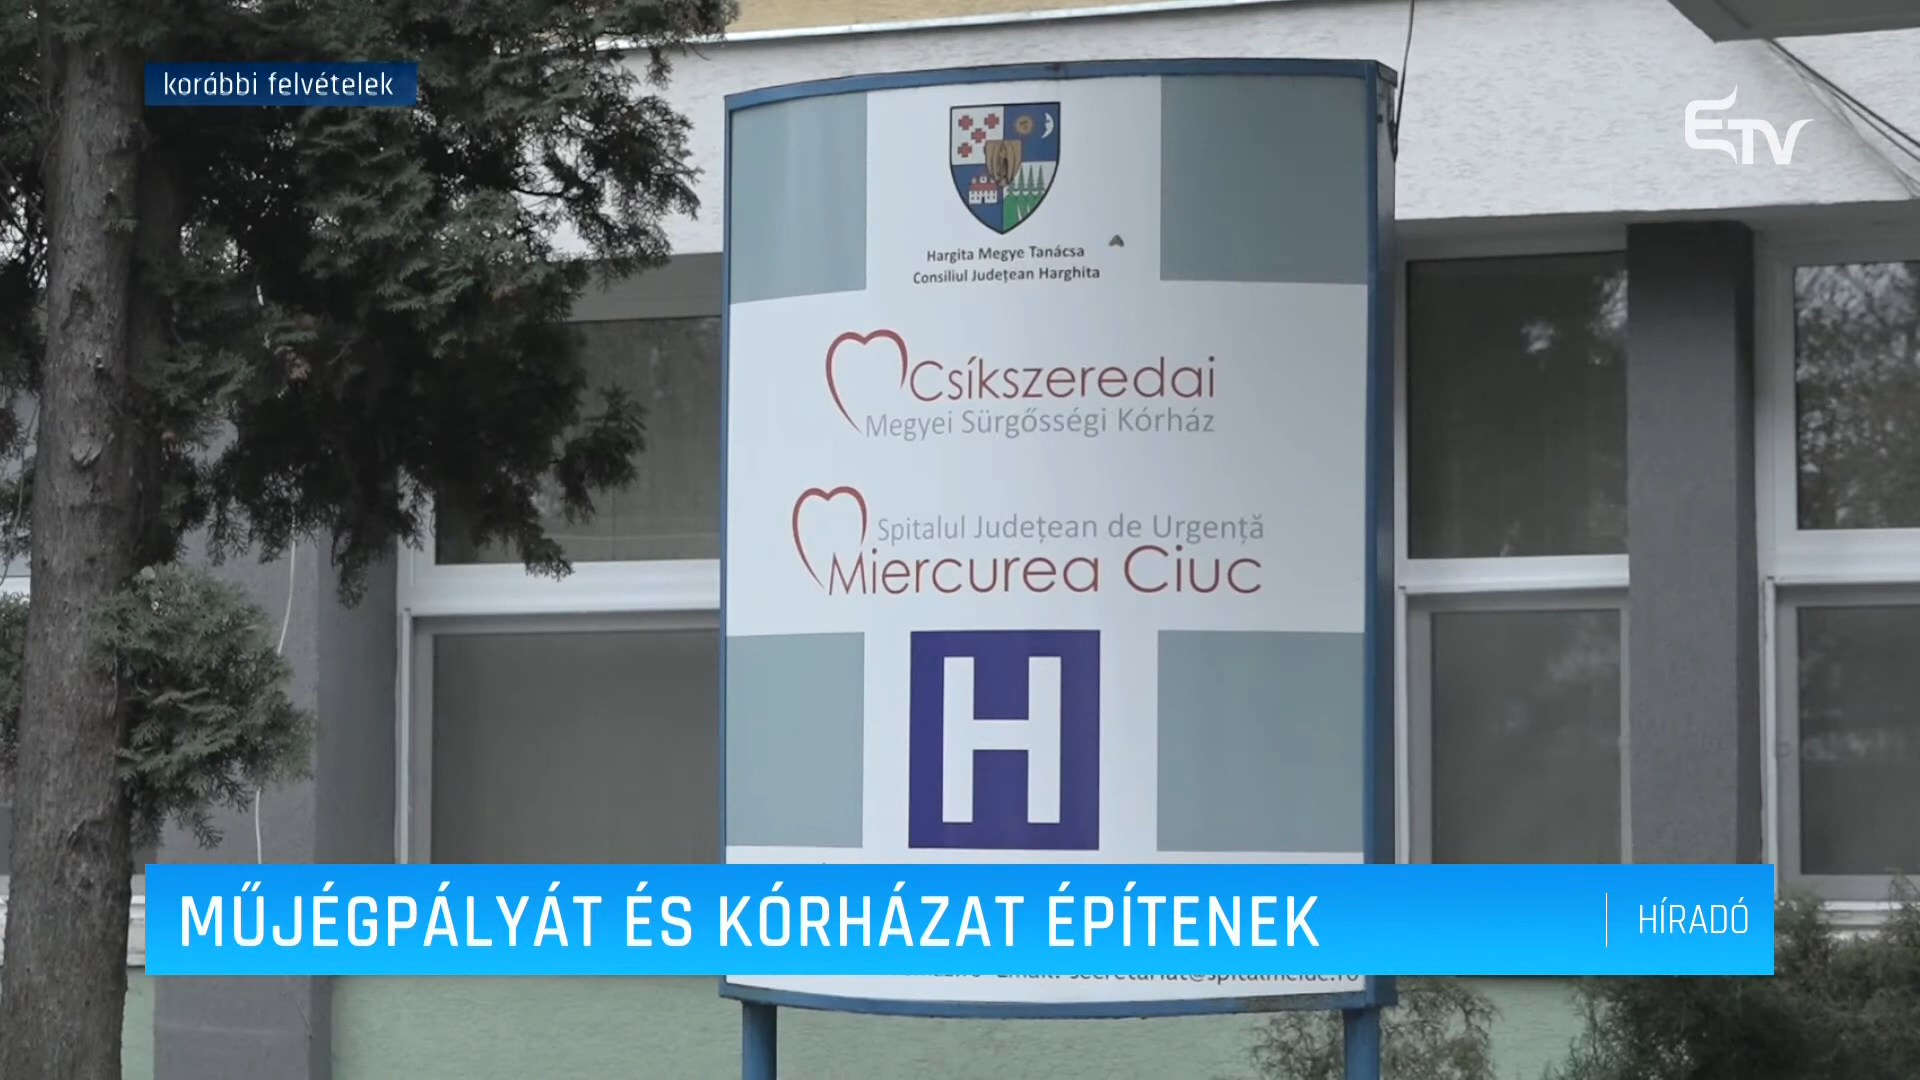 korábbi felvételek
ETV
Hargita Megye Tanácsa
Consiliul Județean Harghita
Csíkszeredai
Megyei Sürgősségi Kórház
Spitalul Județean de Urgență
Miercurea Ciuc
H
MŰJÉGPÁLYÁT ÉS KÓRHÁZAT ÉPÍTENEK
HÍRADÓ